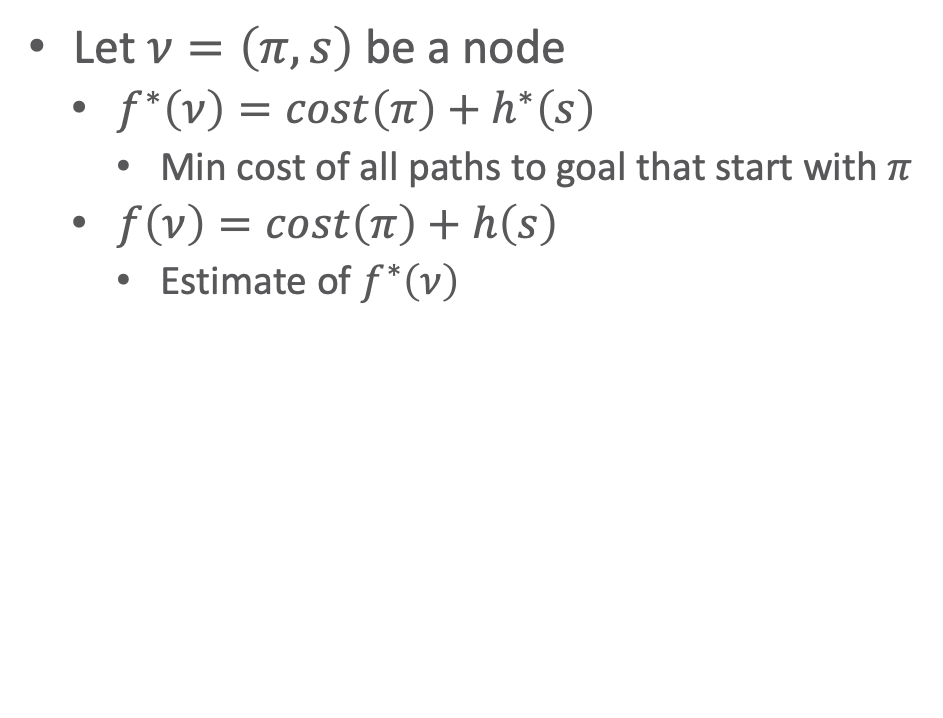 • Let 𝜈 = (𝜋, 𝑠) be a node
• 𝑓*(𝜈) = 𝑐𝑜𝑠𝑡(𝜋) + ℎ*(𝑠)
• Min cost of all paths to goal that start with 𝜋
• 𝑓(𝜈) = 𝑐𝑜𝑠𝑡(𝜋) + ℎ(𝑠)
• Estimate of 𝑓*(𝜈)